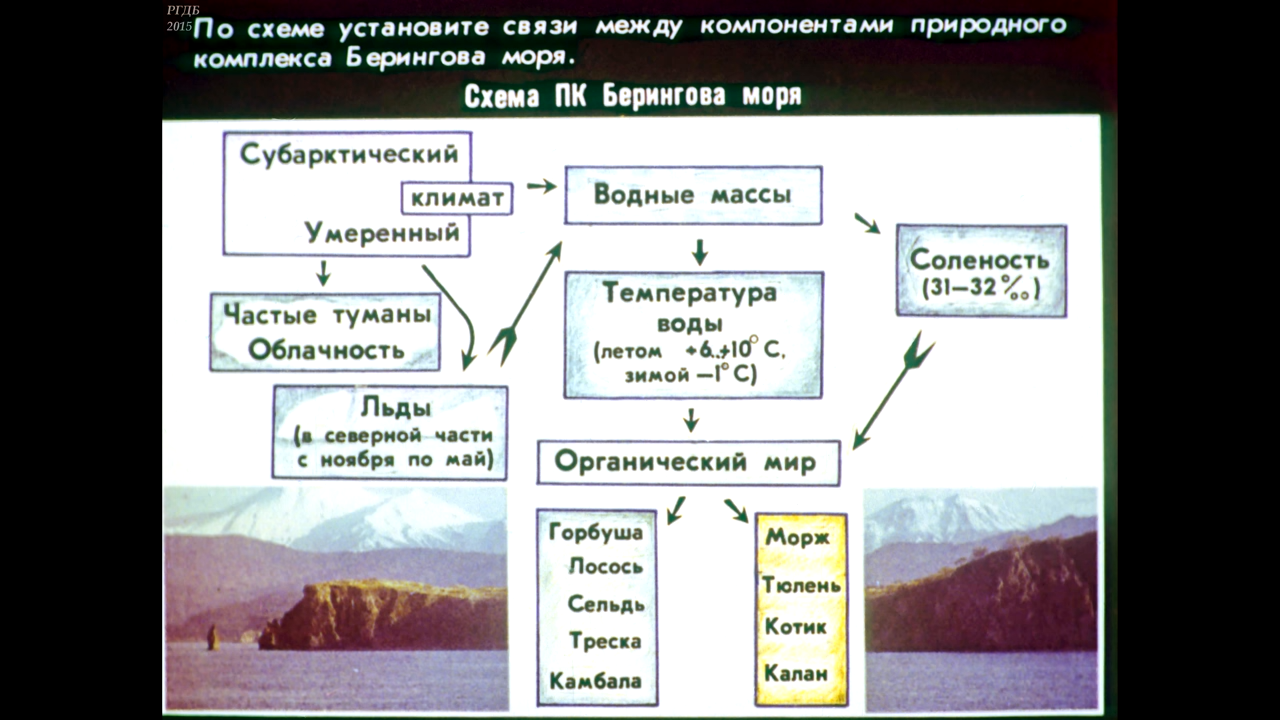 РГДБ
2015
По схеме установите связи между компонентами природного
комплекса Берингова моря.
Схема ПК Берингова моря
Субарктический
климат
Умеренный
Водные массы
Соленость
(31—32‰)
Частые туманы
Облачность
Температура
воды
(летом +6..+10°С,
зимой —1°С)
Льды
(в северной части
с ноября по май)
Органический мир
Горбуша
Лосось
Сельдь
Треска
Камбала
Морж
Тюлень
Котик
Калан